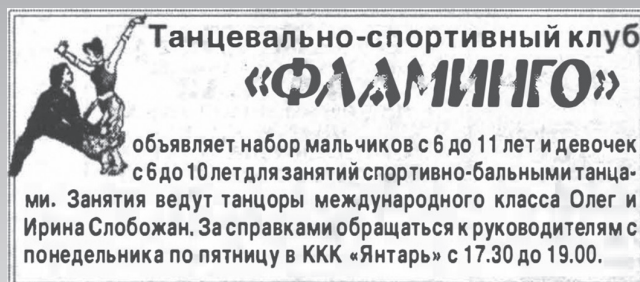 Танцевально-спортивный клуб
«ФЛАМИНГО»
объявляет набор мальчиков с 6 до 11 лет и девочек
с 6 до 10 лет для занятий спортивно-бальными танца-
ми. Занятия ведут танцоры международного класса Олег и
Ирина Слобожан. За справками обращаться к руководителям с
понедельника по пятницу в ККК «Янтарь» с 17.30 до 19.00.